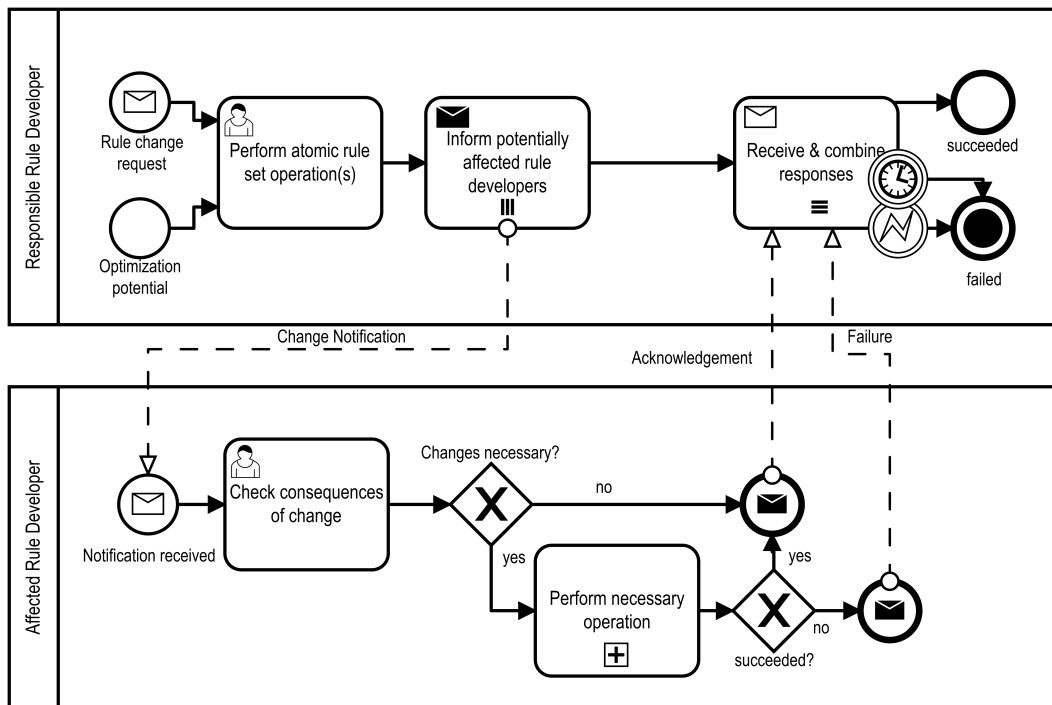 Responsible Rule Developer
Rule change
request
Optimization
potential
Perform atomic rule
set operation(s)
Inform potentially
affected rule
developers
Receive & combine
responses
succeeded
failed
Change Notification
Acknowledgement
Failure
Affected Rule Developer
Notification received
Check consequences
of change
Changes necessary?
no
yes
Perform necessary
operation
succeeded?
yes
no